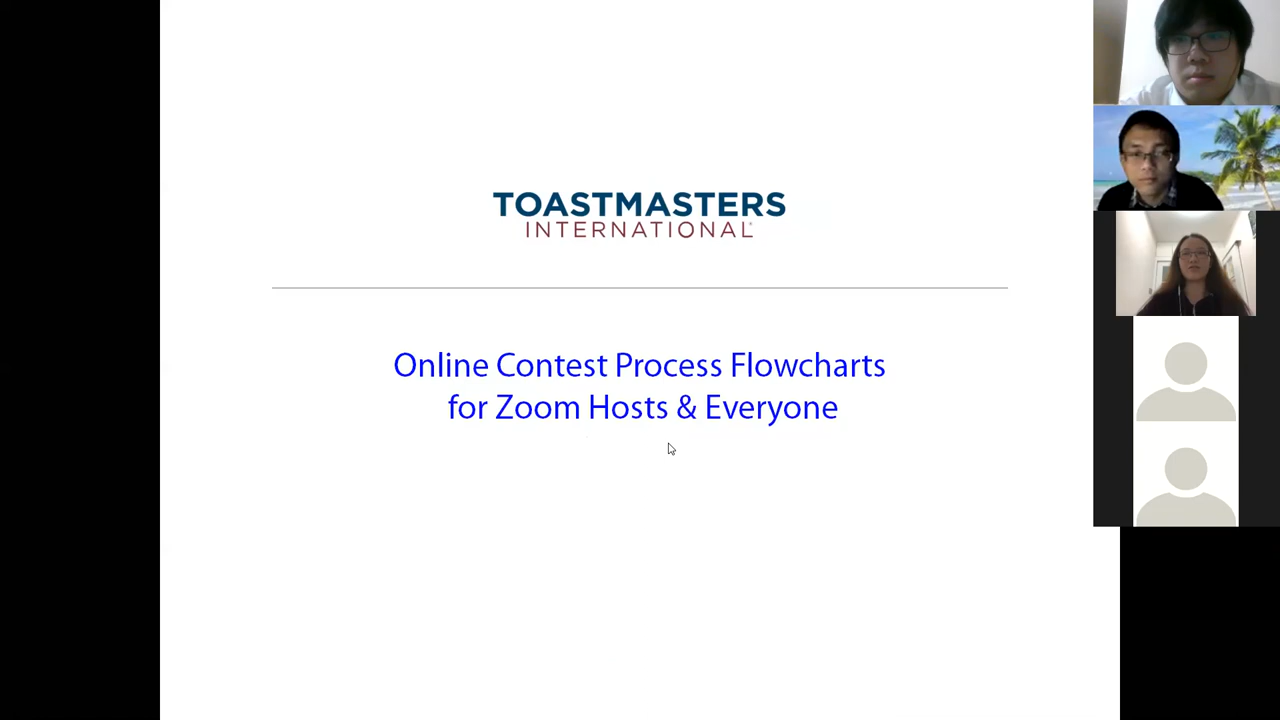 TOASTMASTERS
INTERNATIONAL
Online Contest Process Flowcharts
for Zoom Hosts & Everyone